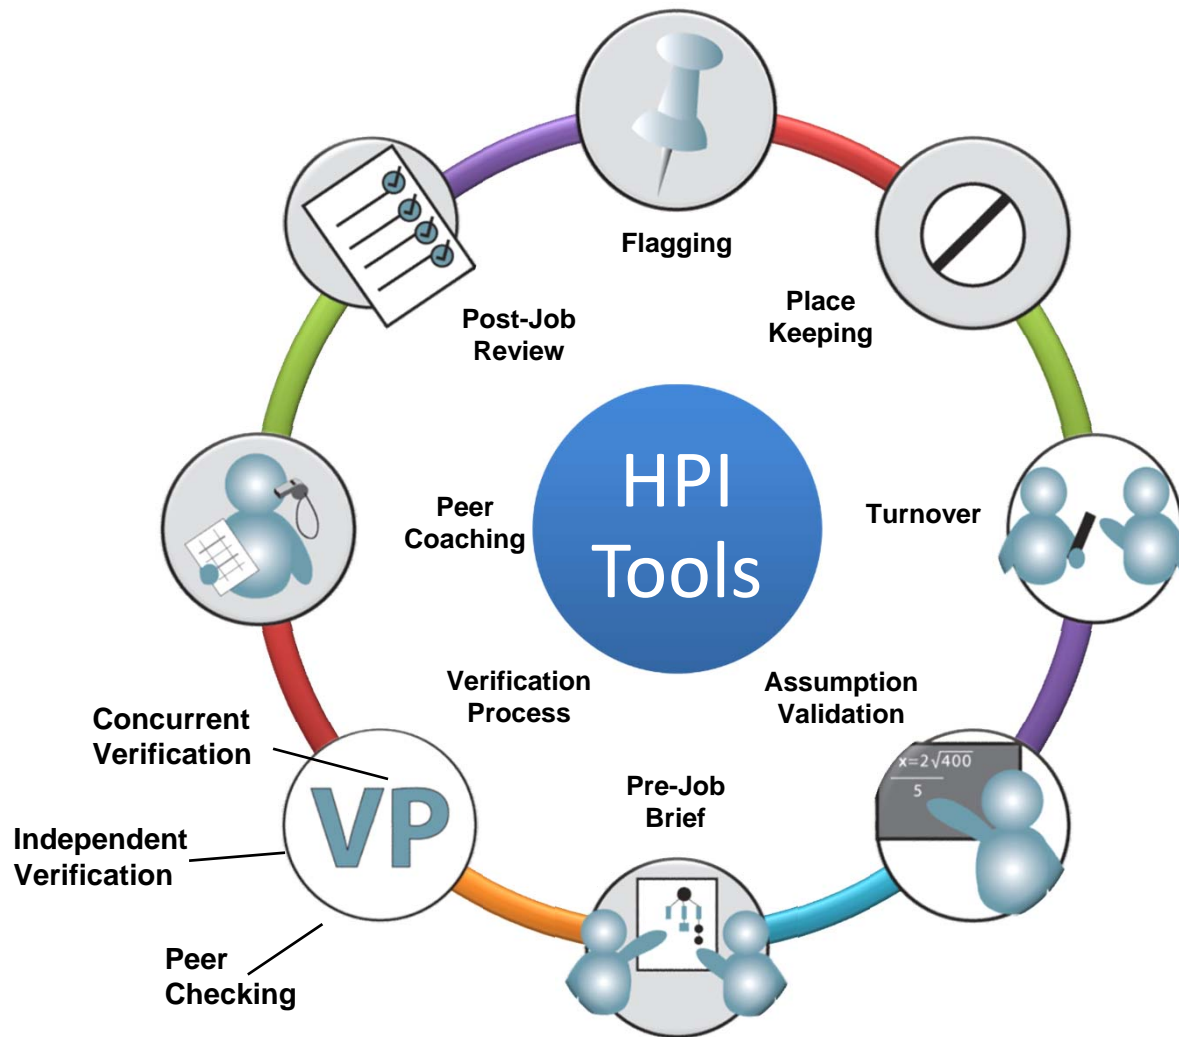 Flagging
Place
Keeping
Post-Job
Review
HPI
Tools
Peer
Coaching
Turnover
Verification
Process
Assumption
Validation
Concurrent
Verification
x=2√400
5
Pre-Job
Brief
VP
Independent
Verification
Peer
Checking